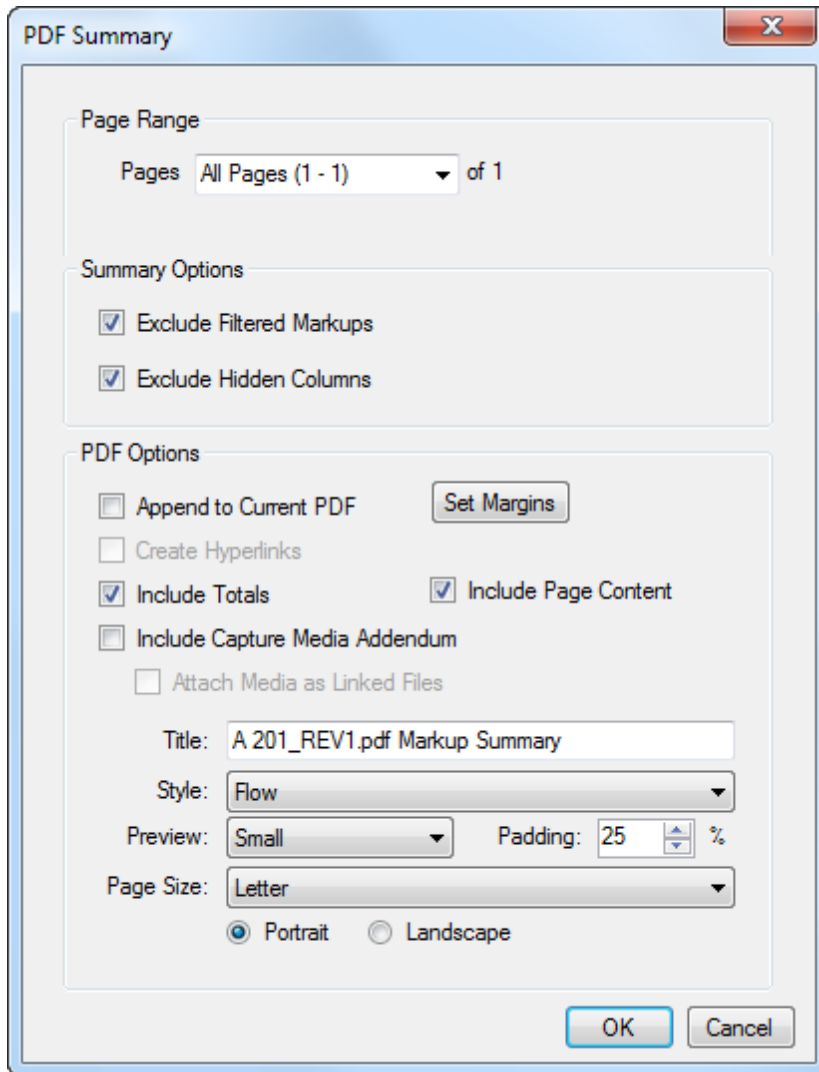 PDF Summary
Page Range
Pages All Pages (1 - 1) of 1
Summary Options
Exclude Filtered Markups
Exclude Hidden Columns
PDF Options
Append to Current PDF Set Margins
Create Hyperlinks
Include Totals Include Page Content
Include Capture Media Addendum
Attach Media as Linked Files
Title: A 201_REV1.pdf Markup Summary
Style: Flow
Preview: Small Padding: 25 %
Page Size: Letter
Portrait Landscape
OK Cancel